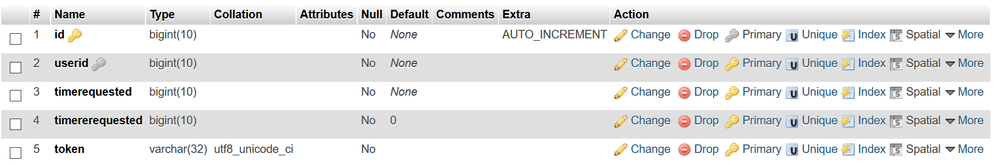 # Name Type Collation Attributes Null Default Comments Extra Action
1 id bigint(10) No None AUTO_INCREMENT Change Drop Primary Unique Index Spatial More
2 userid bigint(10) No None Change Drop Primary Unique Index Spatial More
3 timerequested bigint(10) No None Change Drop Primary Unique Index Spatial More
4 timererequested bigint(10) No 0 Change Drop Primary Unique Index Spatial More
5 token varchar(32) utf8_unicode_ci No Change Drop Primary Unique Index Spatial More